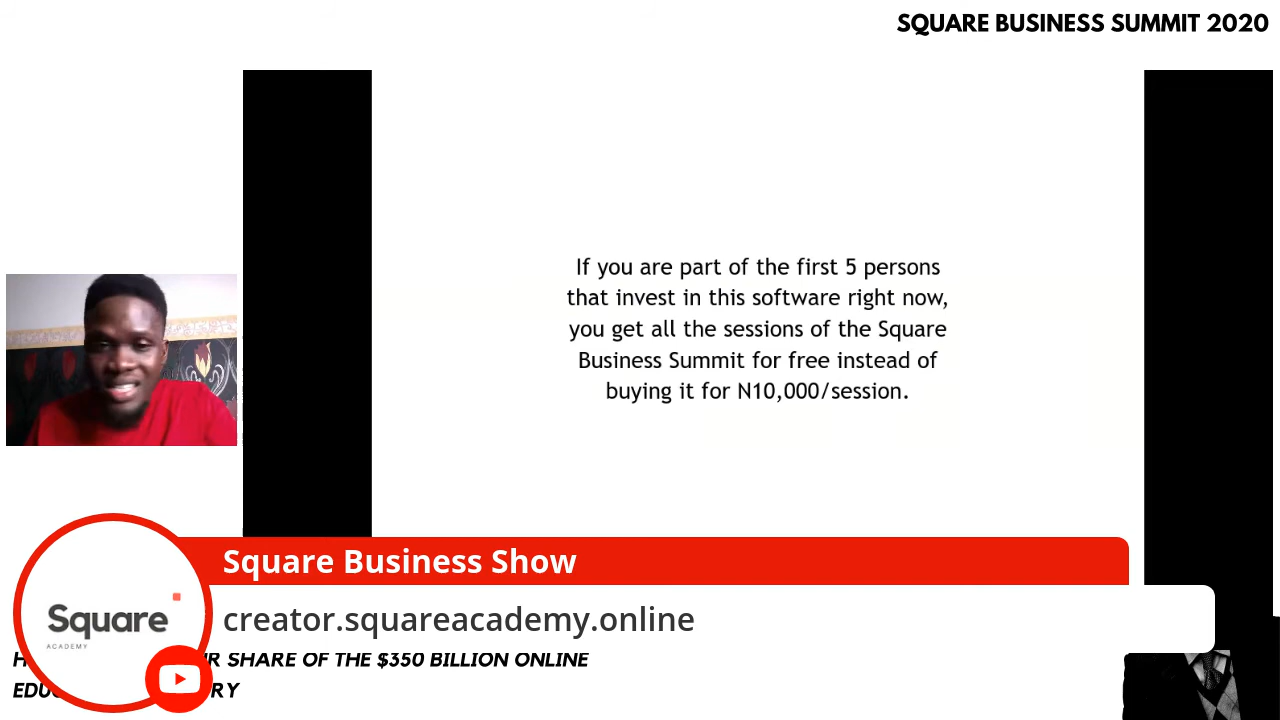 SQUARE BUSINESS SUMMIT 2020
If you are part of the first 5 persons
that invest in this software right now,
you get all the sessions of the Square
Business Summit for free instead of
buying it for N10,000/session.
Square Business Show
creator.squareacademy.online
Square
ACADEMY
SHARE OF THE $350 BILLION ONLINE